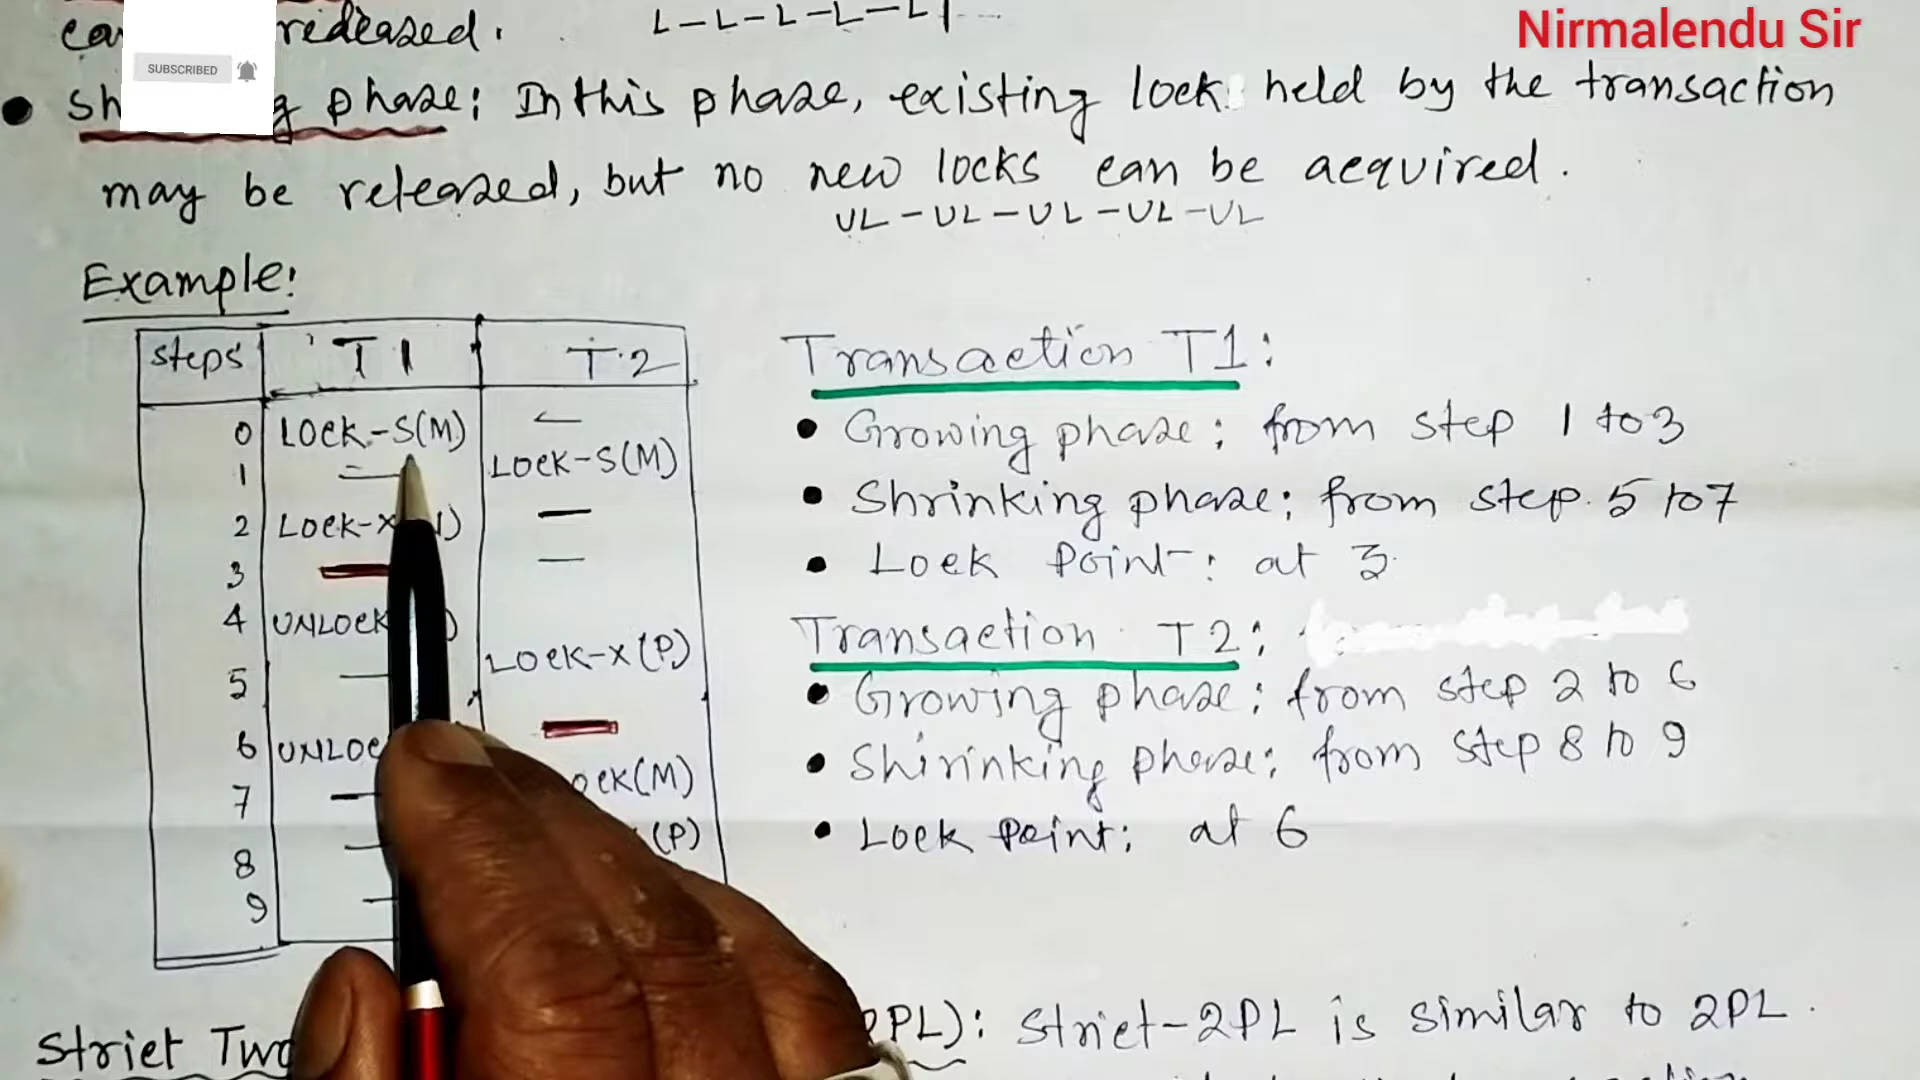 redeased.
L-L-L-L-L
Nirmalendu Sir
SUBSCRIBED
phase: In this phase, existing lock held by the transaction
may be released, but no new locks can be acquired.
UL-UL-UL-UL-UL
Example:
steps T1 T2
0 LOCK-S(M)
1 LOCK-S(M)
2 LOCK-X
3
4 UNLOCK
5 LOCK-X(P)
6
7 (M)
8 (P)
9
Transaction T1:
• Growing phase: from step 1 to 3
• Shrinking phase: from step 5 to 7
• Lock Point: at 3
Transaction T2:
• Growing phase: from step 2 to 6
• Shirinking phase: from step 8 to 9
• Lock Point: at 6
Strict Two 2PL): Strict-2PL is similar to 2PL.